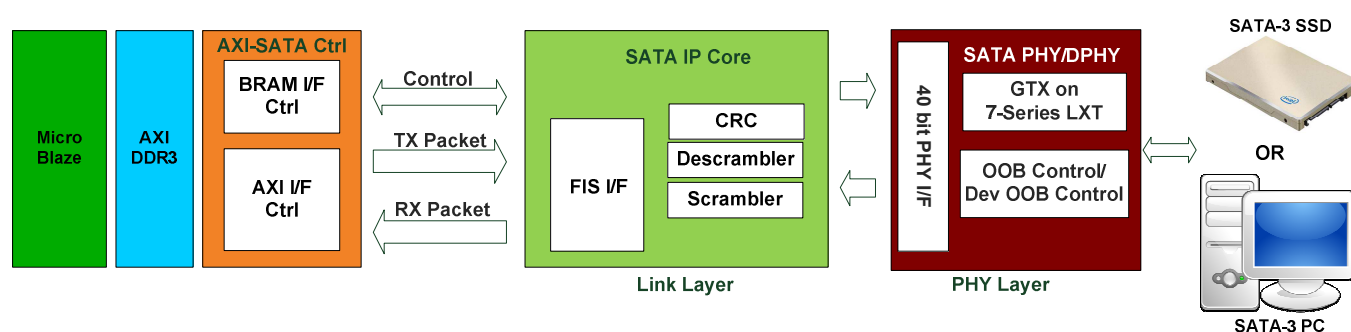 Micro
Blaze
AXI
DDR3
AXI-SATA Ctrl
BRAM I/F
Ctrl
AXI I/F
Ctrl
Control
TX Packet
RX Packet
SATA IP Core
FIS I/F
CRC
Descrambler
Scrambler
Link Layer
40 bit PHY I/F
SATA PHY/DPHY
GTX on
7-Series LXT
OOB Control/
Dev OOB Control
PHY Layer
SATA-3 SSD
intel
OR
SATA-3 PC